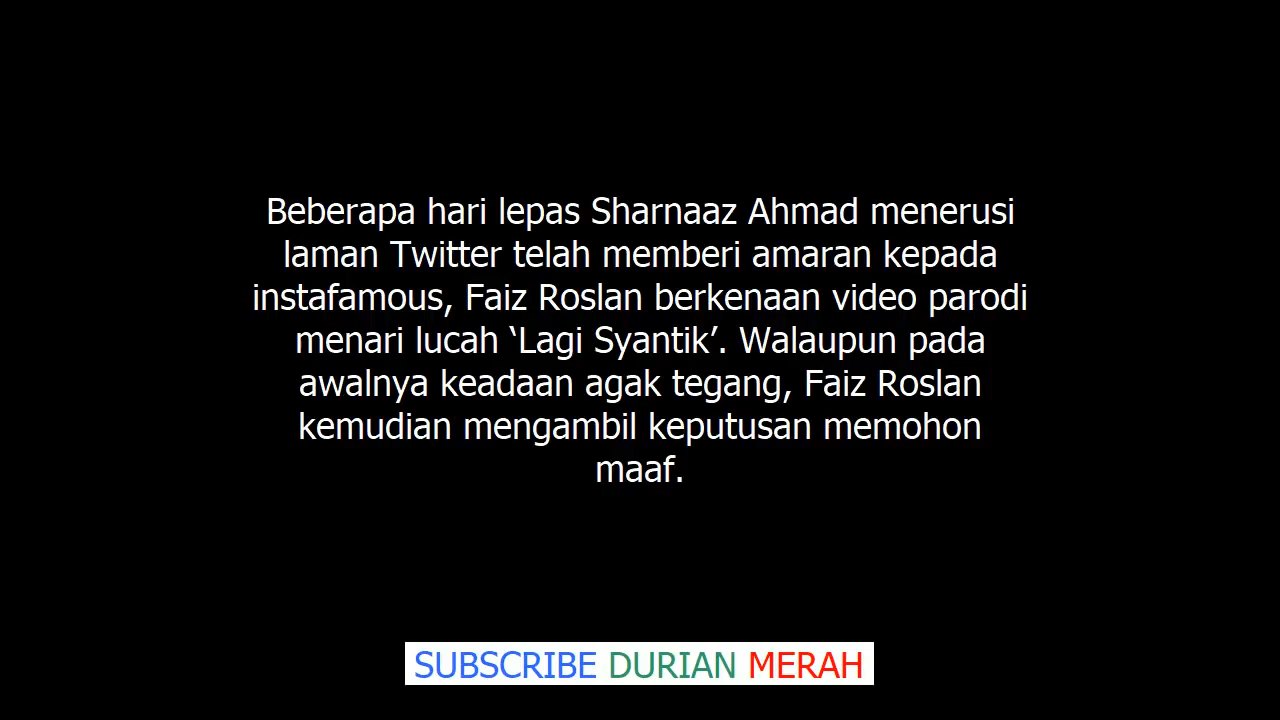 Beberapa hari lepas Sharnaaz Ahmad menerusi
laman Twitter telah memberi amaran kepada
instafamous, Faiz Roslan berkenaan video parodi
menari lucah ‘Lagi Syantik’. Walaupun pada
awalnya keadaan agak tegang, Faiz Roslan
kemudian mengambil keputusan memohon
maaf.
SUBSCRIBE DURIAN MERAH